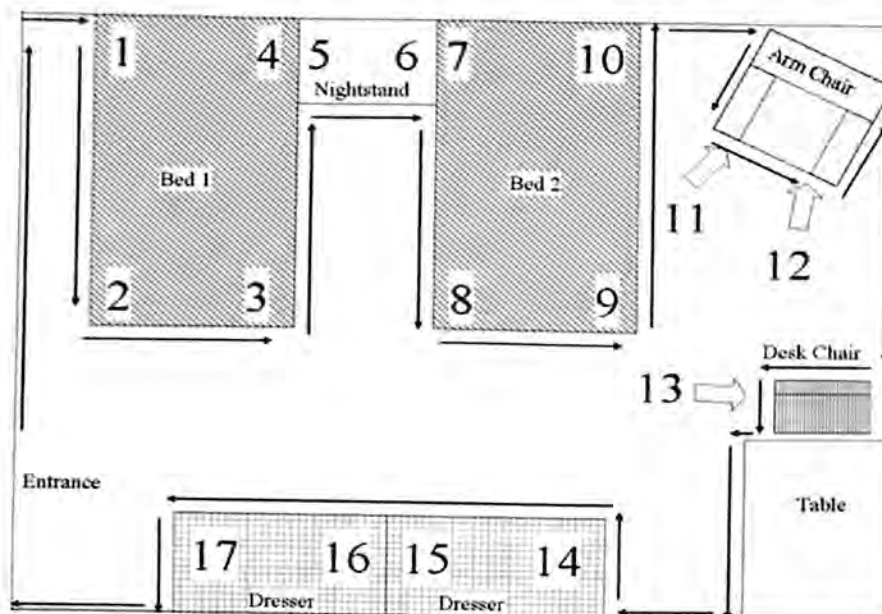 1 4 5 6 7 10
Arm Chair
Nightstand
Bed 1
Bed 2
11
12
2 3 8 9
Desk Chair
13
Entrance
Table
17 16 15 14
Dresser
Dresser